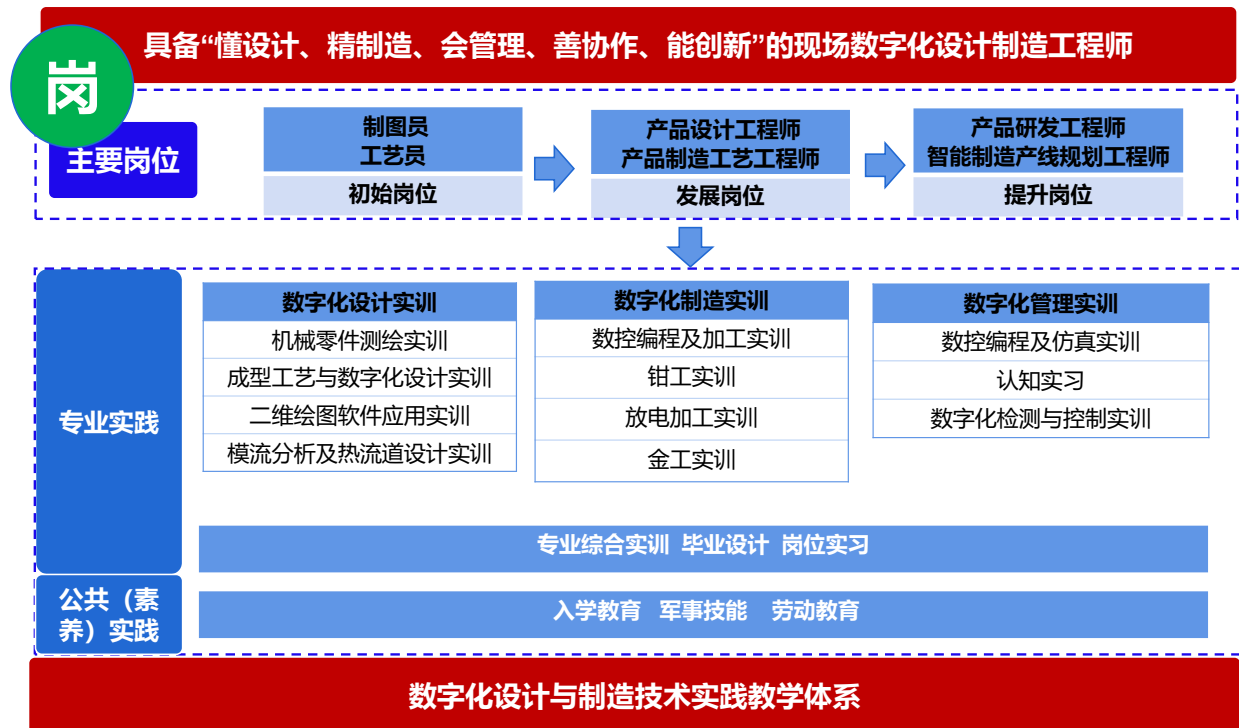 具备“懂设计、精制造、会管理、善协作、能创新”的现场数字化设计制造工程师
岗
主要岗位
制图员
工艺员
初始岗位
产品设计工程师
产品制造工艺工程师
发展岗位
产品研发工程师
智能制造产线规划工程师
提升岗位
专业实践
数字化设计实训
机械零件测绘实训
成型工艺与数字化设计实训
二维绘图软件应用实训
模流分析及热流道设计实训
数字化制造实训
数控编程及加工实训
钳工实训
放电加工实训
金工实训
数字化管理实训
数控编程及仿真实训
认知实习
数字化检测与控制实训
专业综合实训 毕业设计 岗位实习
公共（素
养）实践
入学教育 军事技能 劳动教育
数字化设计与制造技术实践教学体系